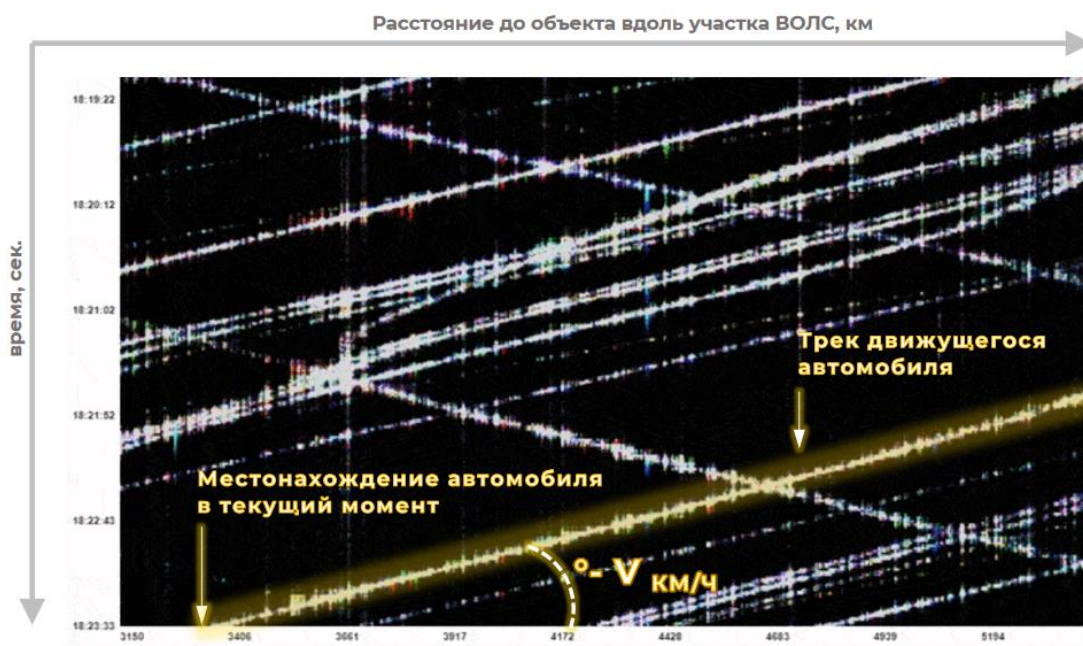 Расстояние до объекта вдоль участка ВОЛС, км
время, сек.
18:19:22
18:20:12
18:21:02
18:21:52
18:22:43
18:23:33
Трек движущегося
автомобиля
Местонахождение автомобиля
в текущий момент
°- V км/ч
3150 3406 3661 3917 4172 4428 4683 4939 5194